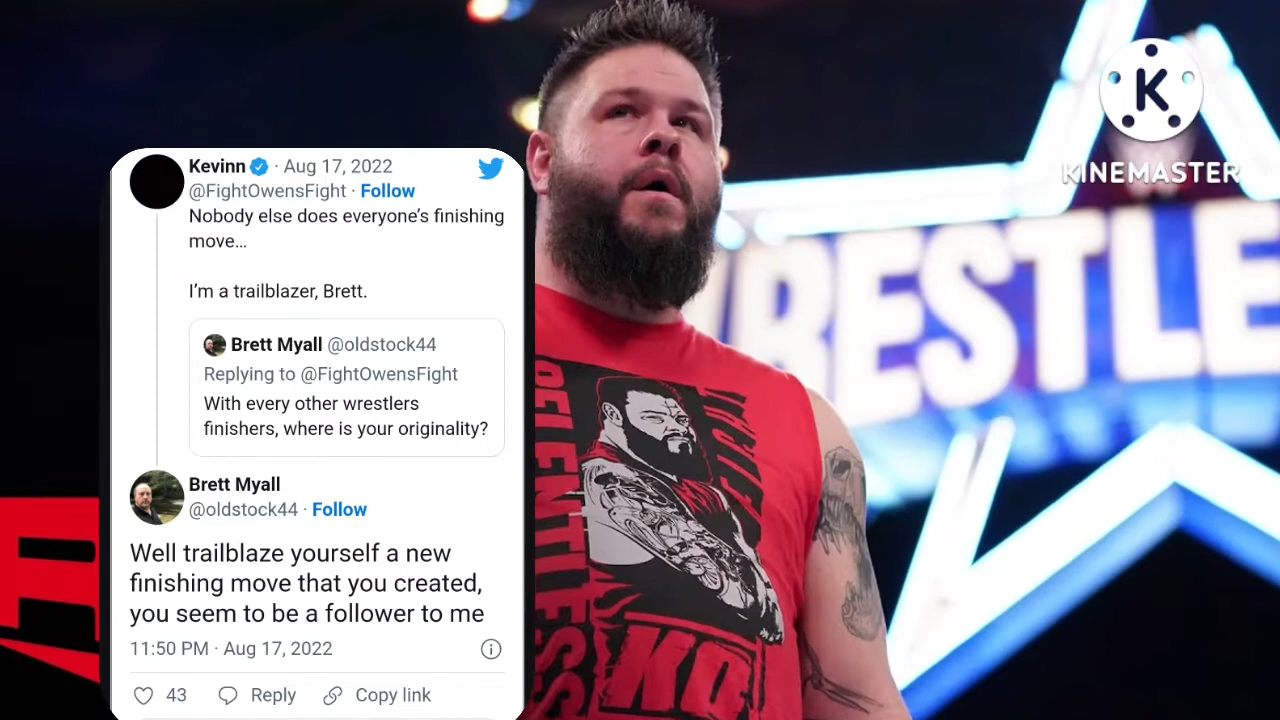 Kevinn · Aug 17, 2022
@FightOwensFight · Follow
Nobody else does everyone’s finishing
move…
I’m a trailblazer, Brett.
Brett Myall @oldstock44
Replying to @FightOwensFight
With every other wrestlers
finishers, where is your originality?
Brett Myall
@oldstock44 · Follow
Well trailblaze yourself a new
finishing move that you created,
you seem to be a follower to me
11:50 PM · Aug 17, 2022
43 Reply Copy link
K
KINEMASTER
WRESTLE
RELENTLESS
KO